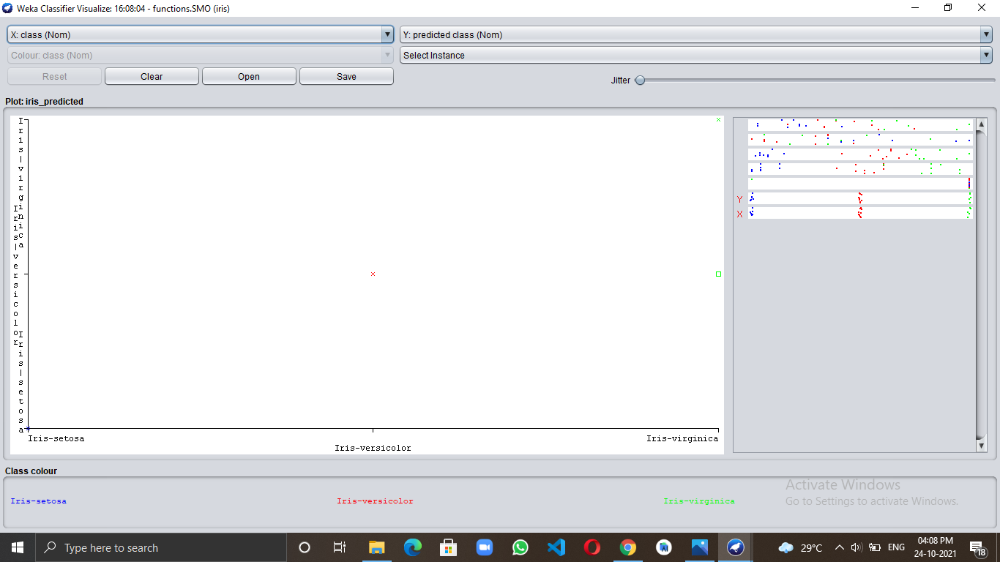 Weka Classifier Visualize: 16:08:04 - functions.SMO (iris)
X: class (Nom)
Y: predicted class (Nom)
Colour: class (Nom)
Select Instance
Reset
Clear
Open
Save
Jitter
Plot: iris_predicted
Iris-virginica
Iris-versicolor
Iris-setosa
Y
X
Iris-setosa
Iris-versicolor
Iris-virginica
Class colour
Iris-setosa
Iris-versicolor
Iris-virginica
Activate Windows
Go to Settings to activate Windows.
Type here to search
29°C
ENG
04:08 PM
24-10-2021
18